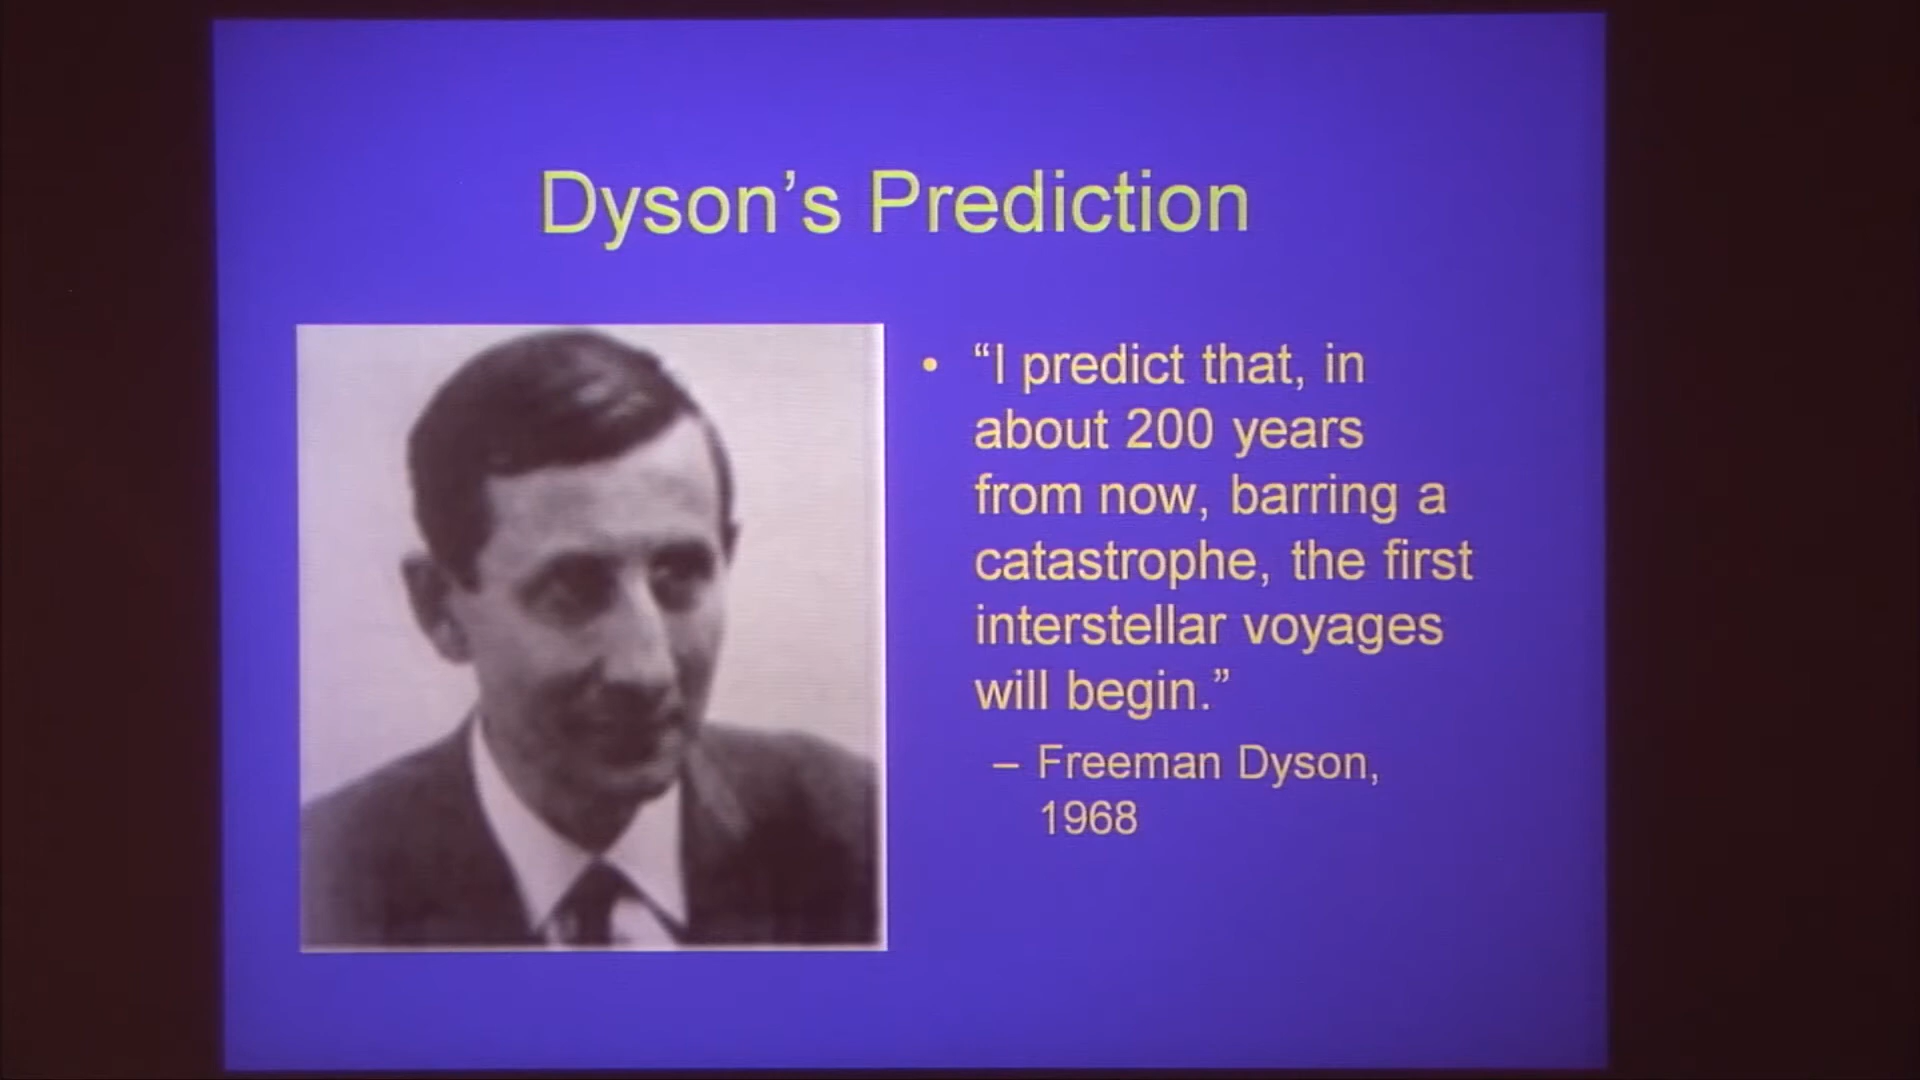 Dyson’s Prediction
• “I predict that, in
about 200 years
from now, barring a
catastrophe, the first
interstellar voyages
will begin.”
– Freeman Dyson,
1968